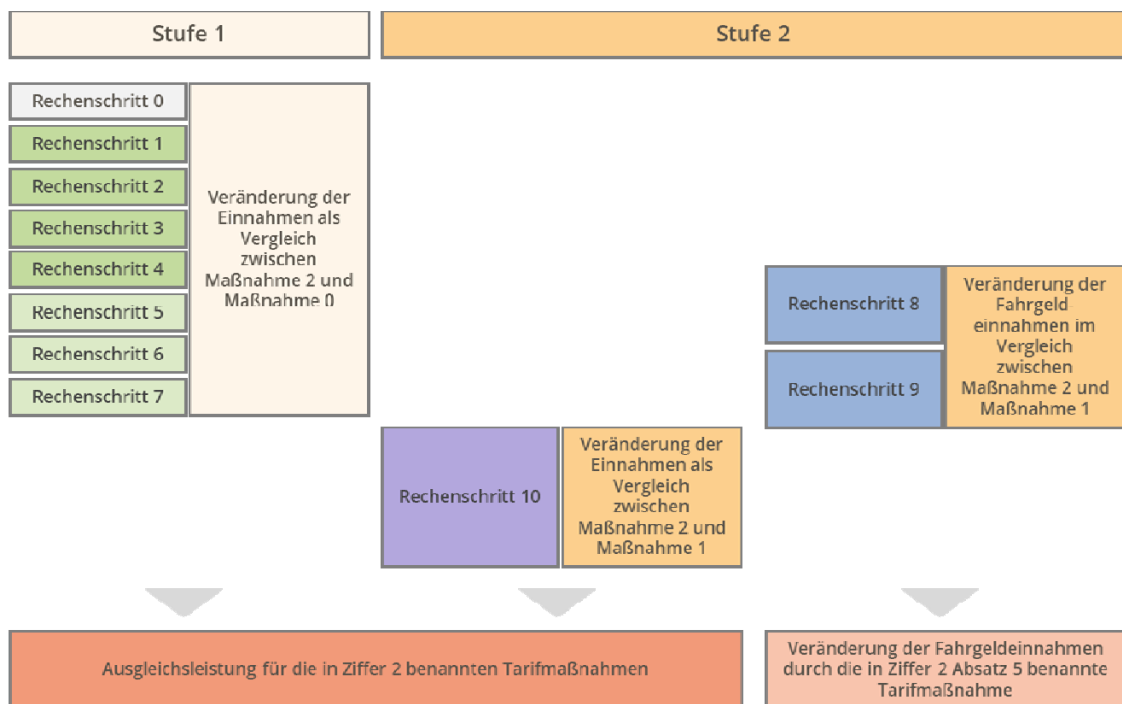 Stufe 1
Stufe 2
Rechenschritt 0
Rechenschritt 1
Rechenschritt 2
Rechenschritt 3
Rechenschritt 4
Rechenschritt 5
Rechenschritt 6
Rechenschritt 7
Veränderung der
Einnahmen als
Vergleich
zwischen
Maßnahme 2 und
Maßnahme 0
Rechenschritt 8
Rechenschritt 9
Veränderung der
Fahrgeld
einnahmen im
Vergleich
zwischen
Maßnahme 2 und
Maßnahme 1
Rechenschritt 10
Veränderung der
Einnahmen als
Vergleich
zwischen
Maßnahme 2 und
Maßnahme 1
Ausgleichsleistung für die in Ziffer 2 benannten Tarifmaßnahmen
Veränderung der Fahrgeldeinnahmen
durch die in Ziffer 2 Absatz 5 benannte
Tarifmaßnahme